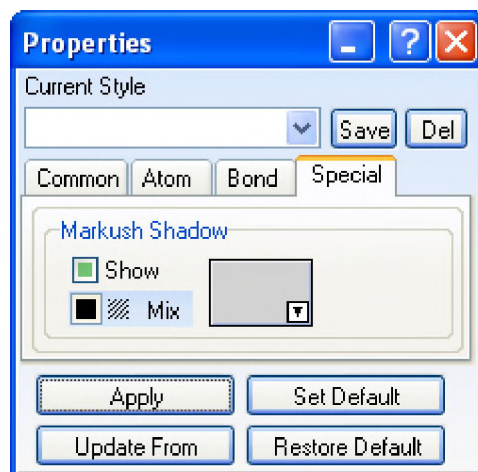 Properties
Current Style
Save Del
Common Atom Bond Special
Markush Shadow
Show
Mix
Apply Set Default
Update From Restore Default